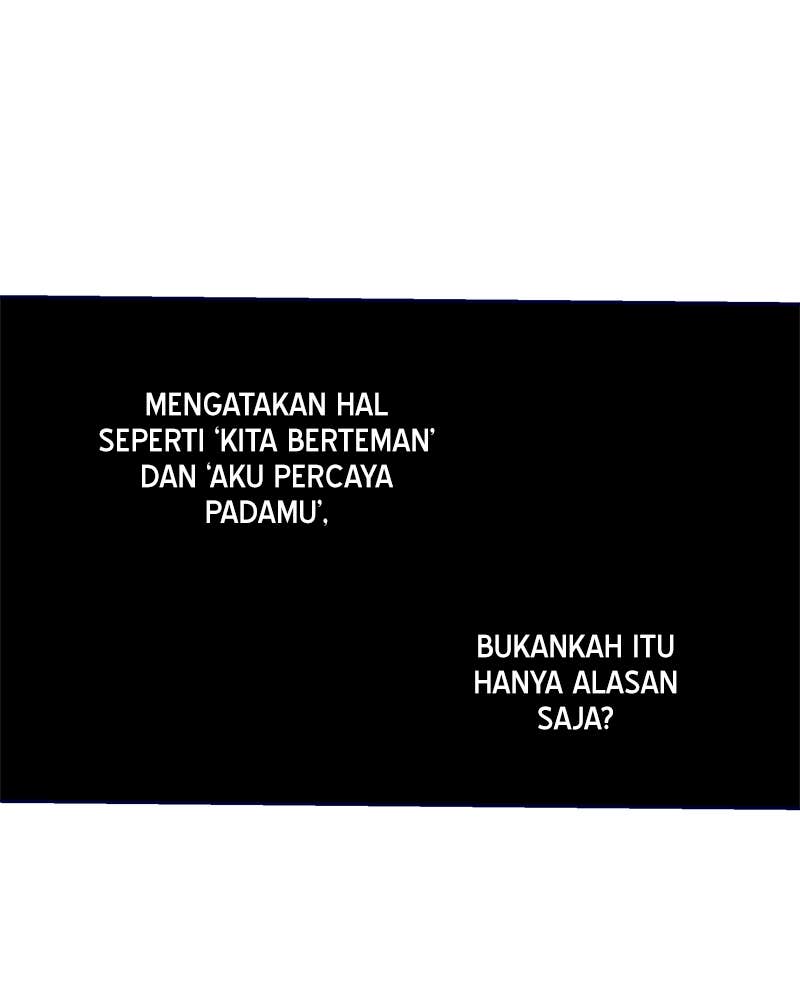 MENGATAKAN HAL
SEPERTI ‘KITA BERTEMAN’
DAN ‘AKU PERCAYA
PADAMU’,
BUKANKAH ITU
HANYA ALASAN
SAJA?